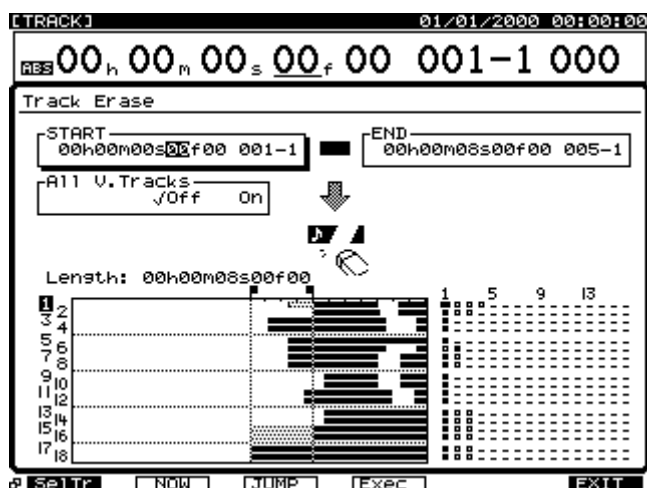 [TRACK] 01/01/2000 00:00:00
ABS 00h 00m 00s 00f 00 001-1 000
Track Erase
START
00h00m00s00f00 001-1
END
00h00m08s00f00 005-1
All V.Tracks
√Off On
Length: 00h00m08s00f00
1 5 9 13
1
2
3
4
5
6
7
8
9
10
11
12
13
14
15
16
17
18
SelTr NOW JUMP Exec EXIT